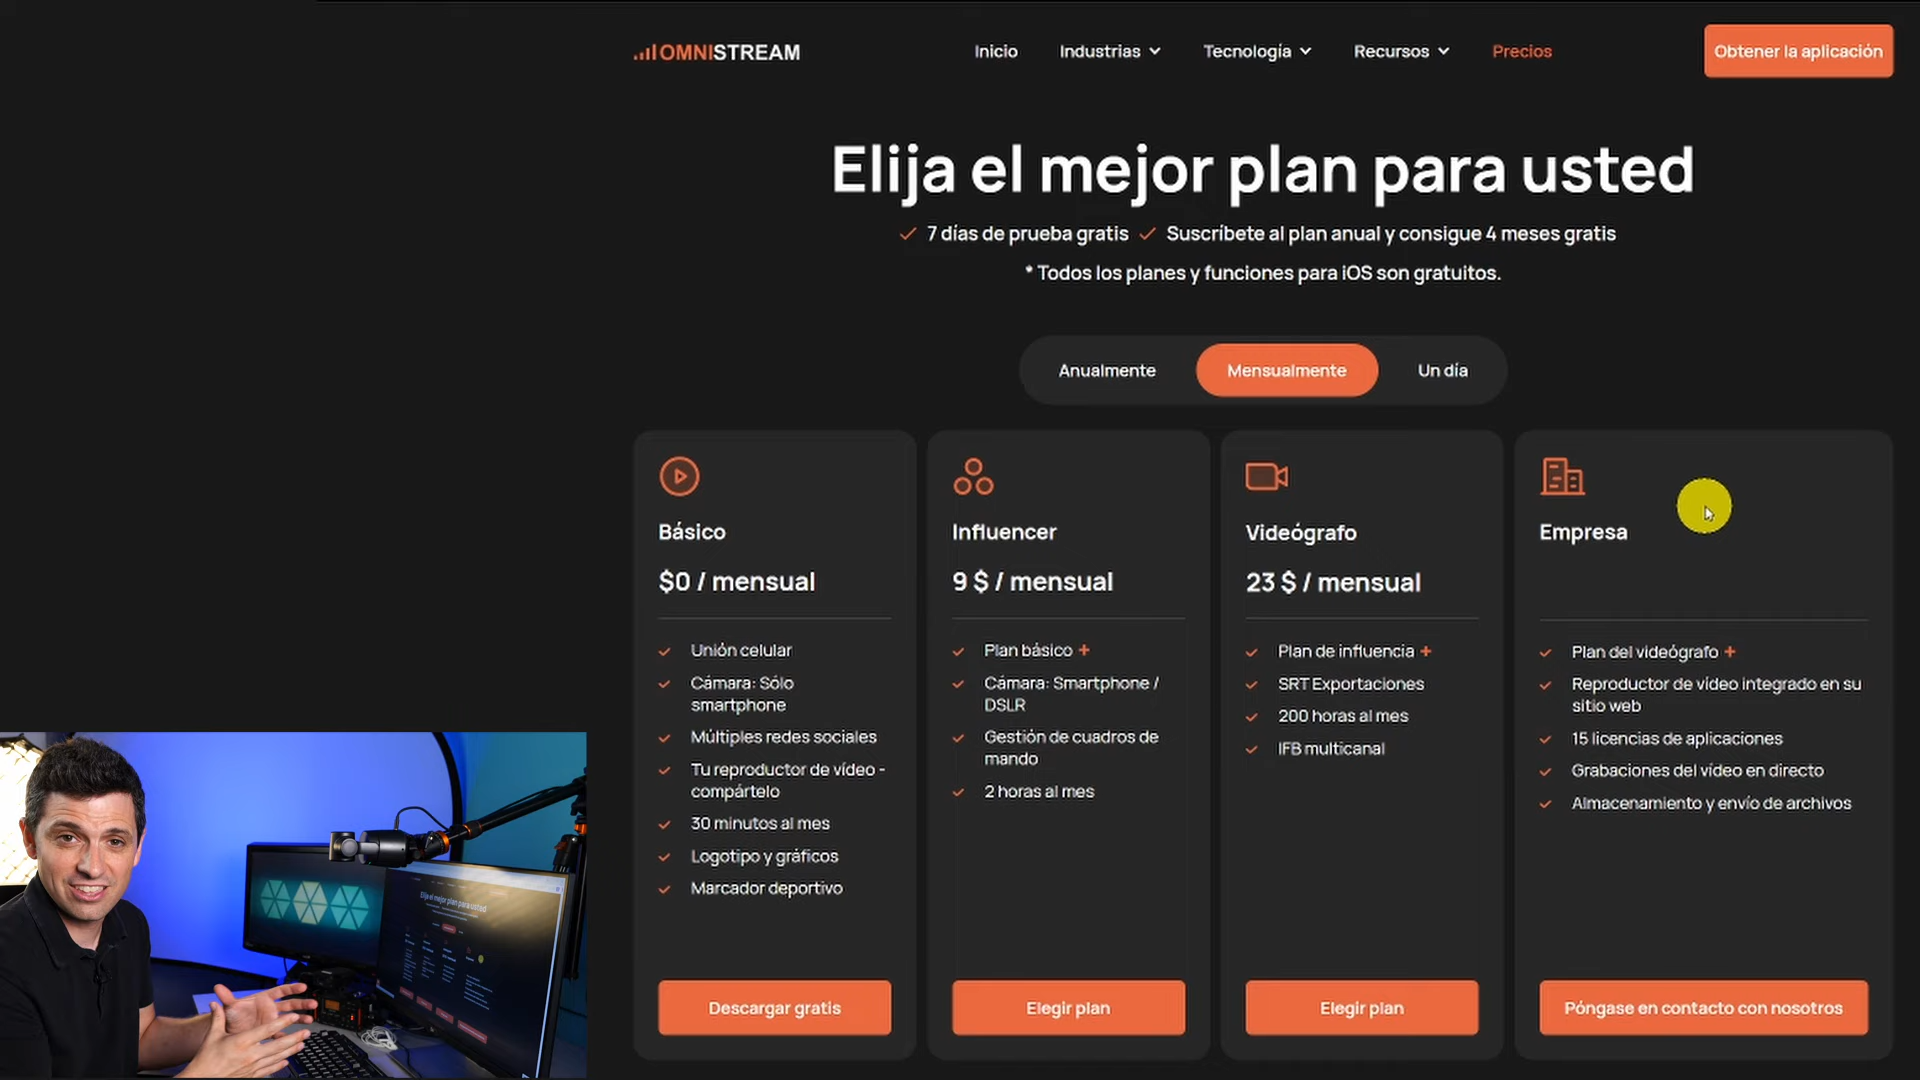 OMNISTREAM
Inicio
Industrias
Tecnología
Recursos
Precios
Obtener la aplicación
Elija el mejor plan para usted
7 días de prueba gratis
Suscríbete al plan anual y consigue 4 meses gratis
* Todos los planes y funciones para iOS son gratuitos.
Anualmente
Mensualmente
Un día
Básico
$0 / mensual
Unión celular
Cámara: Sólo
smartphone
Múltiples redes sociales
Tu reproductor de vídeo -
compártelo
30 minutos al mes
Logotipo y gráficos
Marcador deportivo
Descargar gratis
Influencer
9 $ / mensual
Plan básico +
Cámara: Smartphone /
DSLR
Gestión de cuadros de
mando
2 horas al mes
Elegir plan
Videógrafo
23 $ / mensual
Plan de influencia +
SRT Exportaciones
200 horas al mes
IFB multicanal
Elegir plan
Empresa
Plan del videógrafo +
Reproductor de vídeo integrado en su
sitio web
15 licencias de aplicaciones
Grabaciones del vídeo en directo
Almacenamiento y envío de archivos
Póngase en contacto con nosotros
Elija el mejor plan para usted